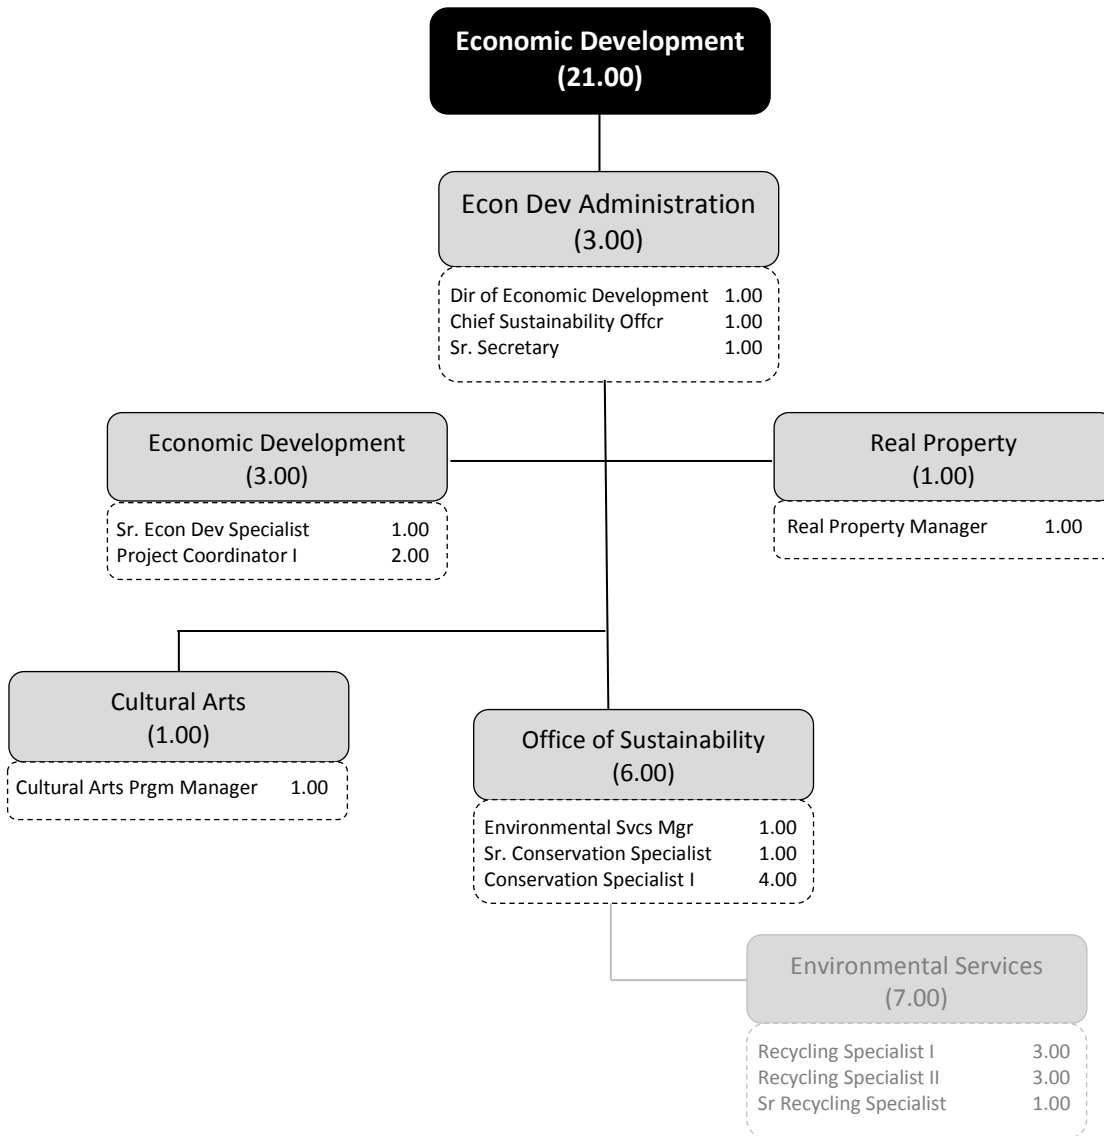 Economic Development
(21.00)
Econ Dev Administration
(3.00)
Dir of Economic Development 1.00
Chief Sustainability Offcr 1.00
Sr. Secretary 1.00
Economic Development
(3.00)
Sr. Econ Dev Specialist 1.00
Project Coordinator I 2.00
Real Property
(1.00)
Real Property Manager 1.00
Cultural Arts
(1.00)
Cultural Arts Prgm Manager 1.00
Office of Sustainability
(6.00)
Environmental Svcs Mgr 1.00
Sr. Conservation Specialist 1.00
Conservation Specialist I 4.00
Environmental Services
(7.00)
Recycling Specialist I 3.00
Recycling Specialist II 3.00
Sr Recycling Specialist 1.00